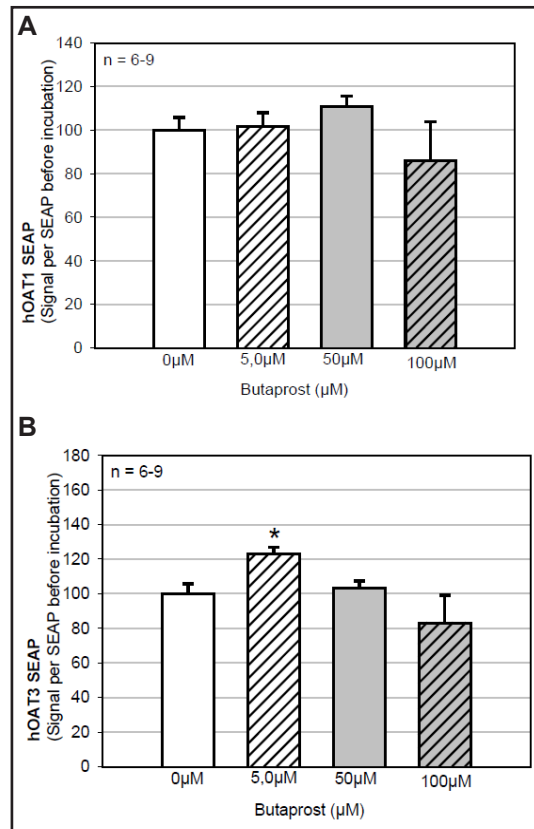 A
140
n = 6-9
120
100
80
60
40
20
0
hOAT1 SEAP
(Signal per SEAP before incubation)
0µM 5,0µM 50µM 100µM
Butaprost (µM)
B
180
n = 6-9
160
140
120
*
100
80
60
40
20
0
hOAT3 SEAP
(Signal per SEAP before incubation)
0µM 5,0µM 50µM 100µM
Butaprost (µM)